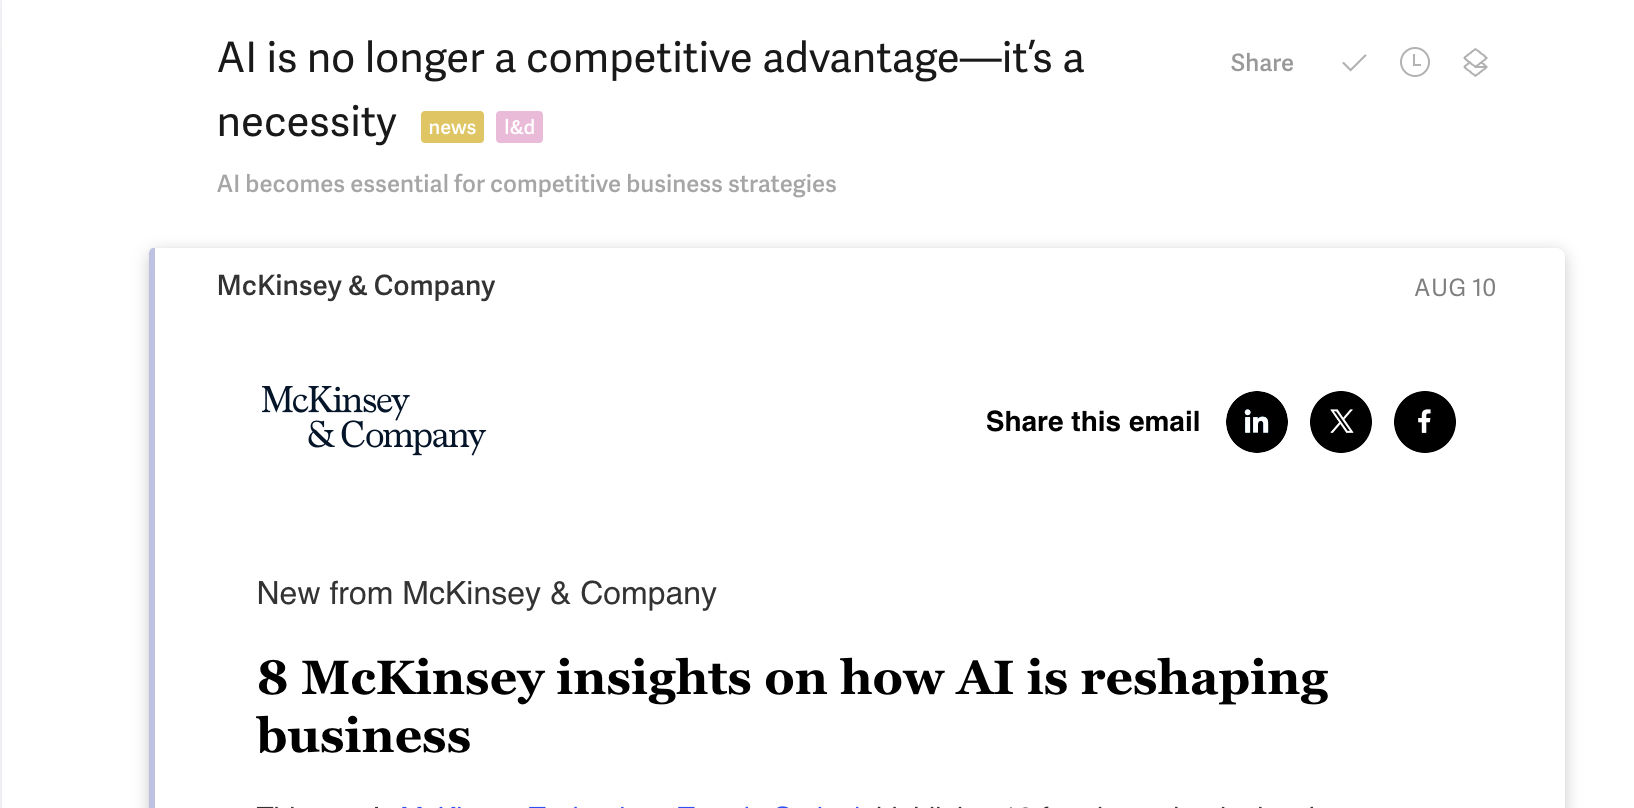 AI is no longer a competitive advantage—it’s a
necessity news l&d
Share
AI becomes essential for competitive business strategies
McKinsey & Company
AUG 10
McKinsey
& Company
Share this email
New from McKinsey & Company
8 McKinsey insights on how AI is reshaping
business